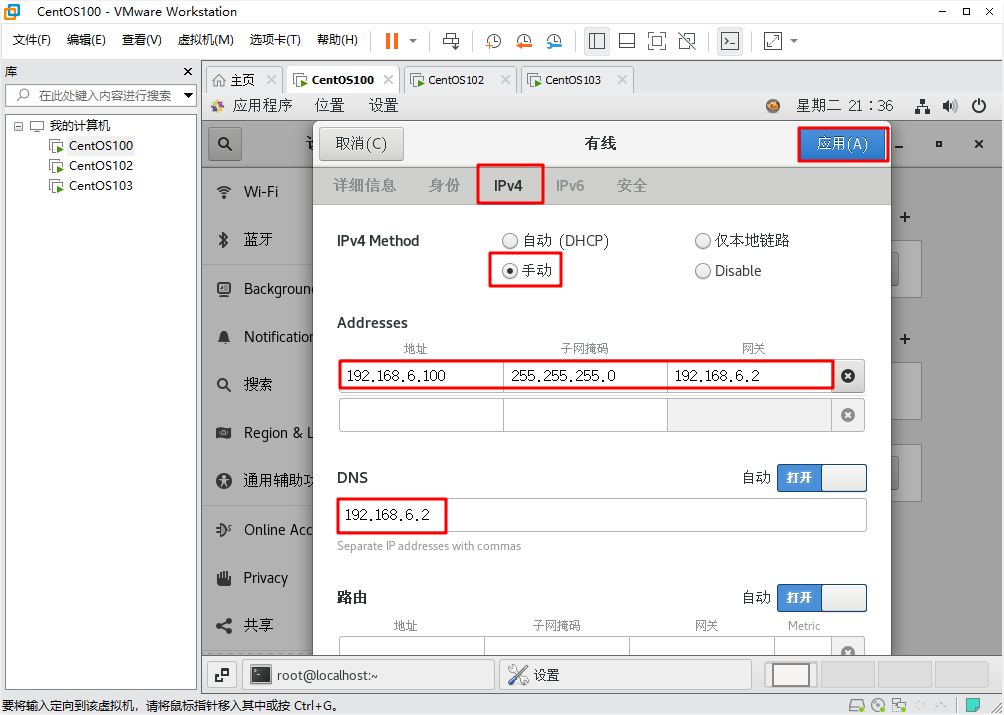 CentOS100 - VMware Workstation
文件(F) 编辑(E) 查看(V) 虚拟机(M) 选项卡(T) 帮助(H)
库
在此处键入内容进行搜索
我的计算机
CentOS100
CentOS102
CentOS103
主页 CentOS100 CentOS102 CentOS103
应用程序 位置 设置 星期二 21:36
取消(C) 有线 应用(A)
详细信息 身份 IPv4 IPv6 安全
Wi-Fi
蓝牙
Background
Notification
搜索
Region & L
通用辅助功
Online Acc
Privacy
共享
IPv4 Method 自动 (DHCP) 仅本地链路
手动 Disable
Addresses
地址 子网掩码 网关
192.168.6.100 255.255.255.0 192.168.6.2
DNS 自动 打开
192.168.6.2
Separate IP addresses with commas
路由 自动 打开
地址 子网掩码 网关 Metric
root@localhost:~ 设置
要将输入定向到该虚拟机，请将鼠标指针移入其中或按 Ctrl+G。